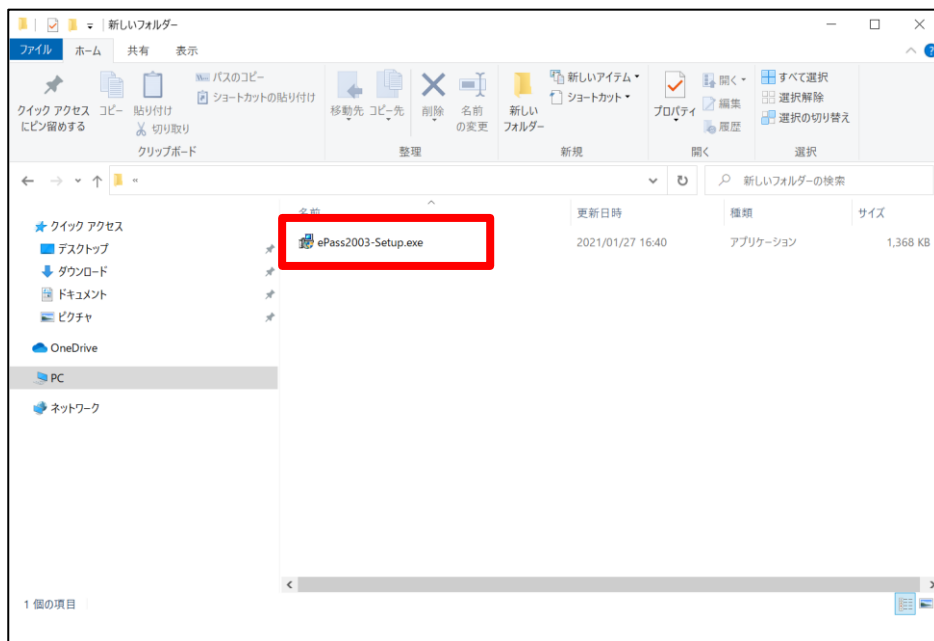 新しいフォルダー
ファイル ホーム 共有 表示
クイック アクセス
にピン留めする
コピー
貼り付け
パスのコピー
ショートカットの貼り付け
切り取り
クリップボード
移動先 コピー先
削除
名前
の変更
整理
新しい
フォルダー
新しいアイテム
ショートカット
新規
プロパティ
開く
編集
履歴
開く
すべて選択
選択解除
選択の切り替え
選択
新しいフォルダーの検索
名前 更新日時 種類 サイズ
クイック アクセス
デスクトップ
ダウンロード
ドキュメント
ピクチャ
OneDrive
PC
ネットワーク
ePass2003-Setup.exe 2021/01/27 16:40 アプリケーション 1,368 KB
1 個の項目